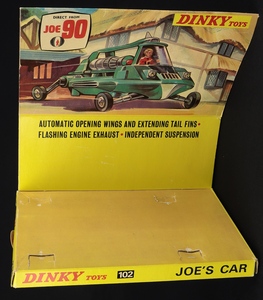 DIRECT FROM
JOE 90
DINKY TOYS
AUTOMATIC OPENING WINGS AND EXTENDING TAIL FINS•
FLASHING ENGINE EXHAUST• INDEPENDENT SUSPENSION
DINKY TOYS 102 JOE'S CAR